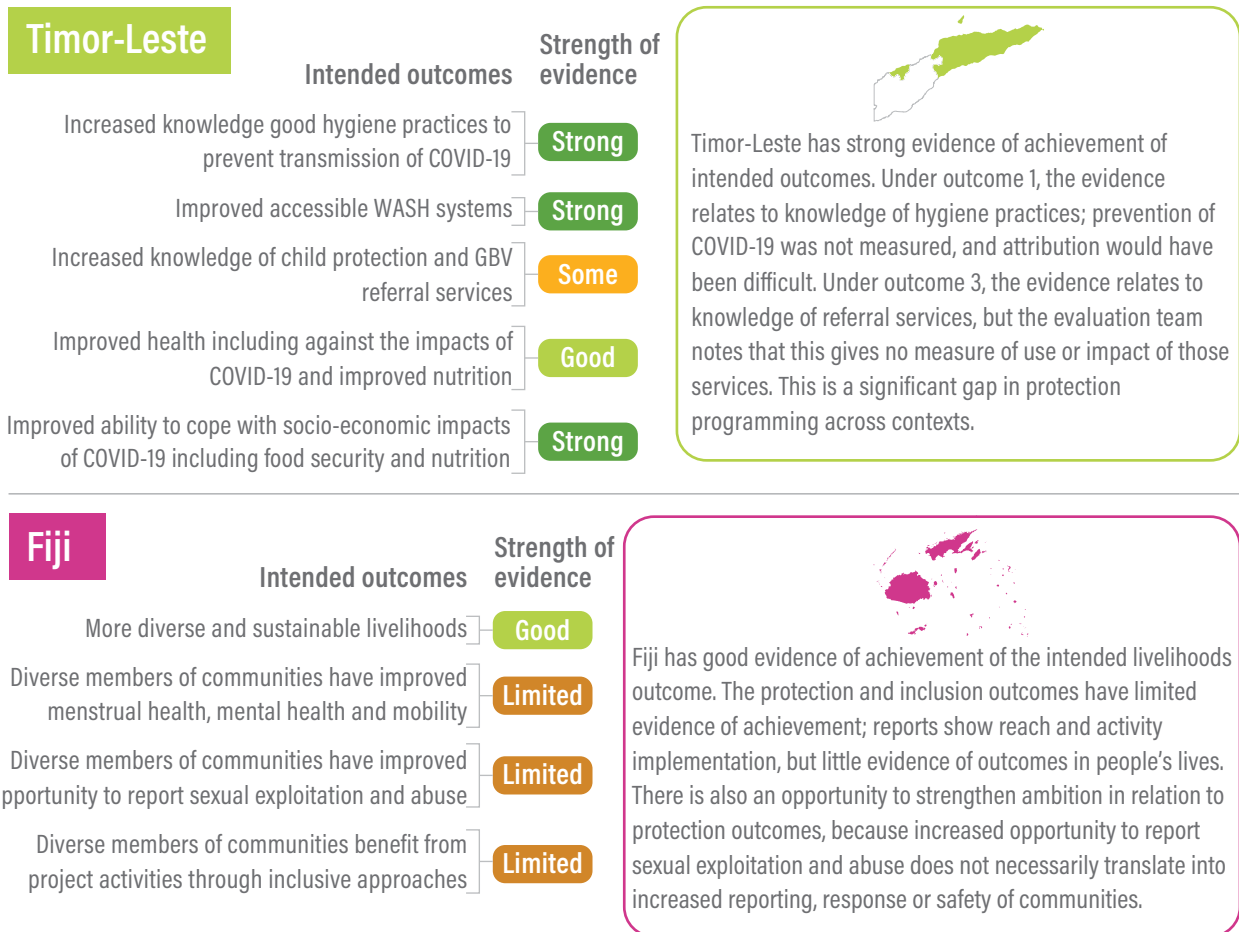 Timor-Leste
Intended outcomes
Strength of
evidence
Increased knowledge good hygiene practices to
prevent transmission of COVID-19
Strong
Improved accessible WASH systems
Strong
Increased knowledge of child protection and GBV
referral services
Some
Improved health including against the impacts of
COVID-19 and improved nutrition
Good
Improved ability to cope with socio-economic impacts
of COVID-19 including food security and nutrition
Strong
Timor-Leste has strong evidence of achievement of
intended outcomes. Under outcome 1, the evidence
relates to knowledge of hygiene practices; prevention of
COVID-19 was not measured, and attribution would have
been difficult. Under outcome 3, the evidence relates to
knowledge of referral services, but the evaluation team
notes that this gives no measure of use or impact of those
services. This is a significant gap in protection
programming across contexts.
Fiji
Intended outcomes
Strength of
evidence
More diverse and sustainable livelihoods
Good
Diverse members of communities have improved
menstrual health, mental health and mobility
Limited
Diverse members of communities have improved
pportunity to report sexual exploitation and abuse
Limited
Diverse members of communities benefit from
project activities through inclusive approaches
Limited
Fiji has good evidence of achievement of the intended livelihoods
outcome. The protection and inclusion outcomes have limited
evidence of achievement; reports show reach and activity
implementation, but little evidence of outcomes in people's lives.
There is also an opportunity to strengthen ambition in relation to
protection outcomes, because increased opportunity to report
sexual exploitation and abuse does not necessarily translate into
increased reporting, response or safety of communities.